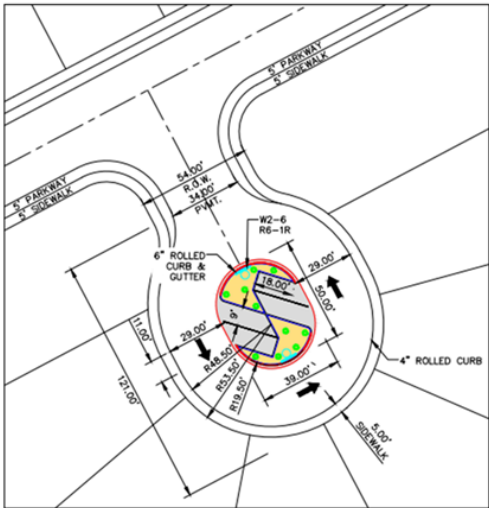 5' PARKWAY
5' SIDEWALK
5' PARKWAY
5' SIDEWALK
54.00'
R.O.W.
34.00'
PVMT.
W2-6
R6-1R
6" ROLLED
CURB &
GUTTER
18.00'
29.00'
50.00'
9'
11.00'
29.00'
121.00'
R48.50'
R53.50'
R19.50'
39.00'
4" ROLLED CURB
5.00'
SIDEWALK